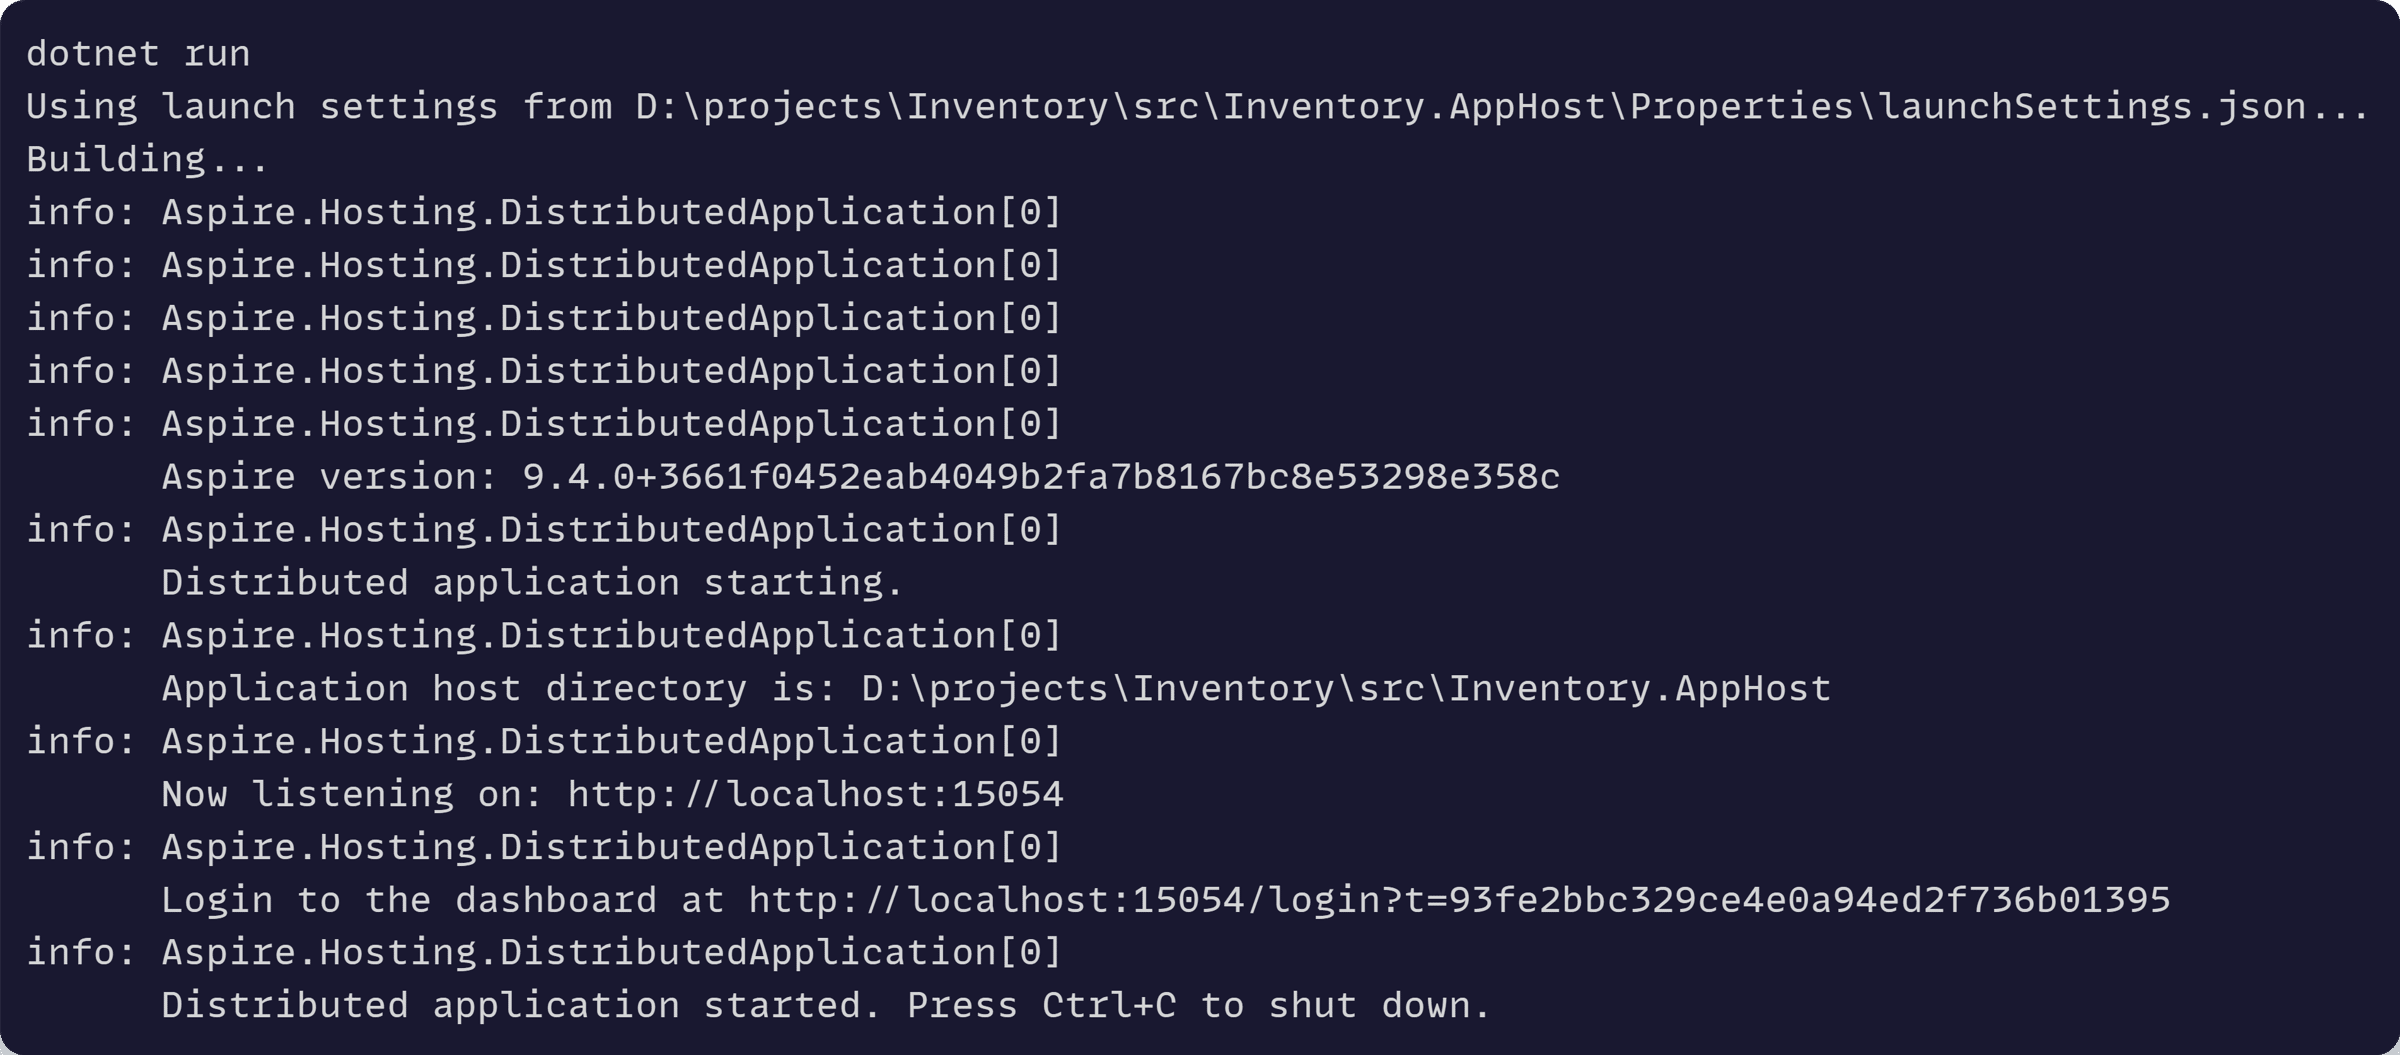 dotnet run
Using launch settings from D:\projects\Inventory\src\Inventory.AppHost\Properties\launchSettings.json...
Building...
info: Aspire.Hosting.DistributedApplication[0]
info: Aspire.Hosting.DistributedApplication[0]
info: Aspire.Hosting.DistributedApplication[0]
info: Aspire.Hosting.DistributedApplication[0]
info: Aspire.Hosting.DistributedApplication[0]
      Aspire version: 9.4.0+3661f0452eab4049b2fa7b8167bc8e53298e358c
info: Aspire.Hosting.DistributedApplication[0]
      Distributed application starting.
info: Aspire.Hosting.DistributedApplication[0]
      Application host directory is: D:\projects\Inventory\src\Inventory.AppHost
info: Aspire.Hosting.DistributedApplication[0]
      Now listening on: http://localhost:15054
info: Aspire.Hosting.DistributedApplication[0]
      Login to the dashboard at http://localhost:15054/login?t=93fe2bbc329ce4e0a94ed2f736b01395
info: Aspire.Hosting.DistributedApplication[0]
      Distributed application started. Press Ctrl+C to shut down.